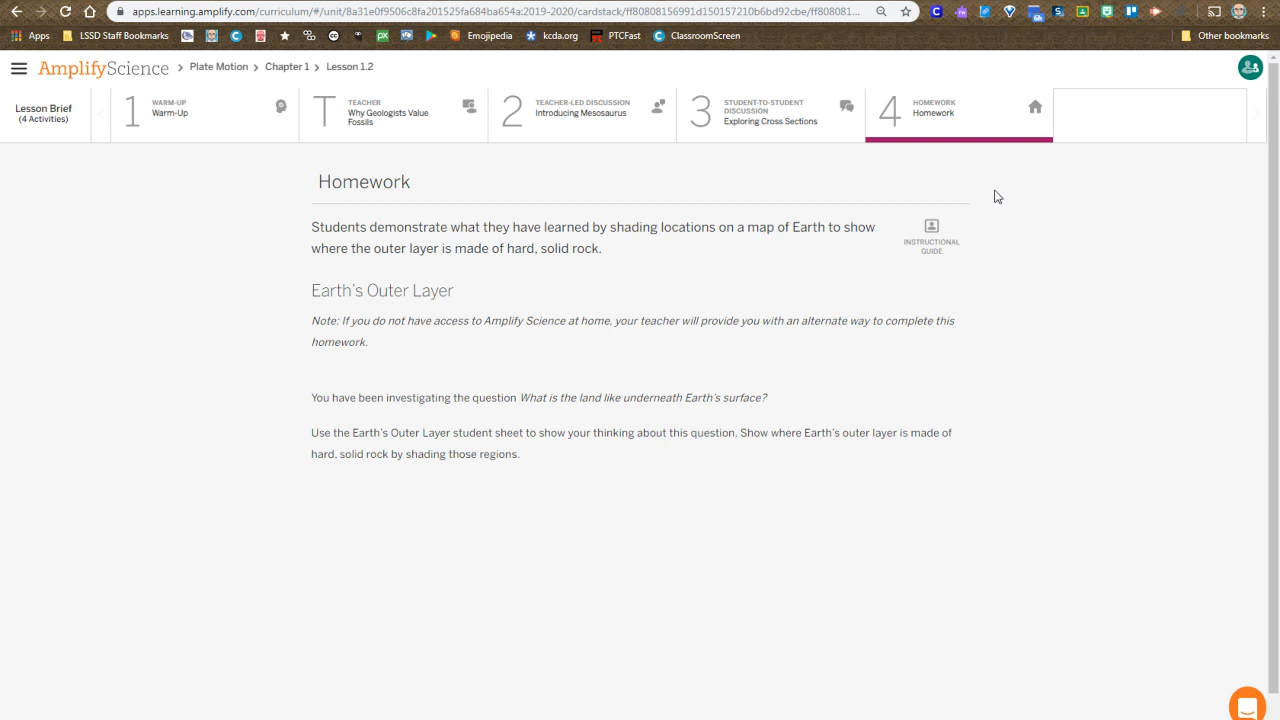 apps.learning.amplify.com/curriculum/#/unit/8a31e0f9506c8fa201525fa684ba654a:2019-2020/cardstack/ff80808156991d150157210b6bd92cbe/ff80808​1...
Apps
LSSD Staff Bookmarks
Emojipedia
kcda.org
PTCFast
ClassroomScreen
Other bookmarks
AmplifyScience > Plate Motion > Chapter 1 > Lesson 1.2
Lesson Brief
(4 Activities)
1
WARM-UP
Warm-Up
T
TEACHER
Why Geologists Value
Fossils
2
TEACHER-LED DISCUSSION
Introducing Mesosaurus
3
STUDENT-TO-STUDENT
DISCUSSION
Exploring Cross Sections
4
HOMEWORK
Homework
Homework
Students demonstrate what they have learned by shading locations on a map of Earth to show
where the outer layer is made of hard, solid rock.
INSTRUCTIONAL
GUIDE
Earth's Outer Layer
Note: If you do not have access to Amplify Science at home, your teacher will provide you with an alternate way to complete this
homework.
You have been investigating the question What is the land like underneath Earth's surface?
Use the Earth's Outer Layer student sheet to show your thinking about this question. Show where Earth's outer layer is made of
hard, solid rock by shading those regions.